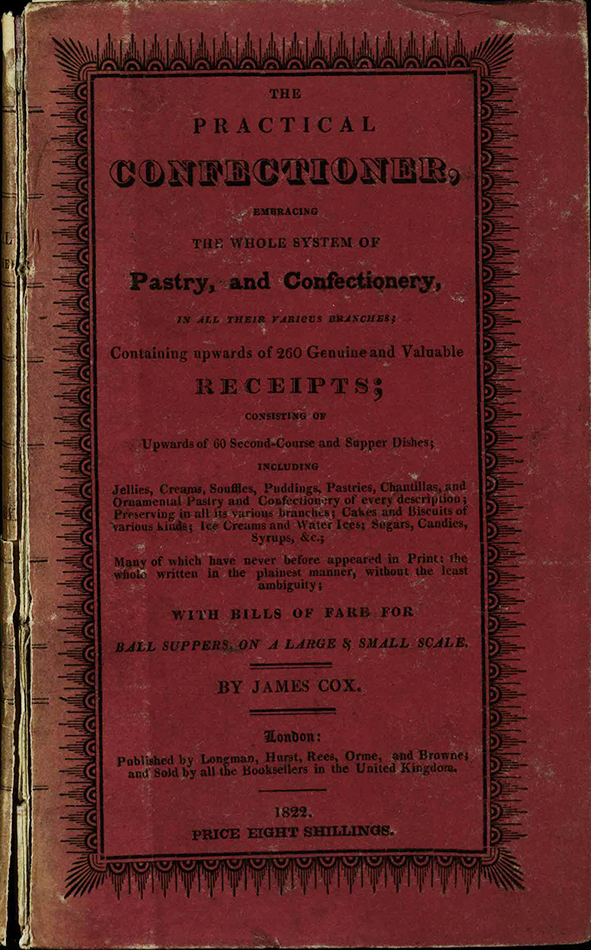 THE
PRACTICAL
CONFECTIONER,
EMBRACING
THE WHOLE SYSTEM OF
Pastry, and Confectionery,
IN ALL THEIR VARIOUS BRANCHES;
Containing upwards of 260 Genuine and Valuable
RECEIPTS;
CONSISTING OF
Upwards of 60 Second-Course and Supper Dishes;
INCLUDING
Jellies, Creams, Souffles, Puddings, Pastries, Chantillas, and
Ornamental Pastry and Confectionery of every description;
Preserving in all its various branches; Cakes and Biscuits of
various kinds; Ice Creams and Water Ices; Sugars, Candies,
Syrups, &c.;
Many of which have never before appeared in Print: the
whole written in the plainest manner, without the least
ambiguity;
WITH BILLS OF FARE FOR
BALL SUPPERS, ON A LARGE & SMALL SCALE.
BY JAMES COX.
London:
Published by Longman, Hurst, Rees, Orme, and Browne;
and Sold by all the Booksellers in the United Kingdom.
1822.
PRICE EIGHT SHILLINGS.